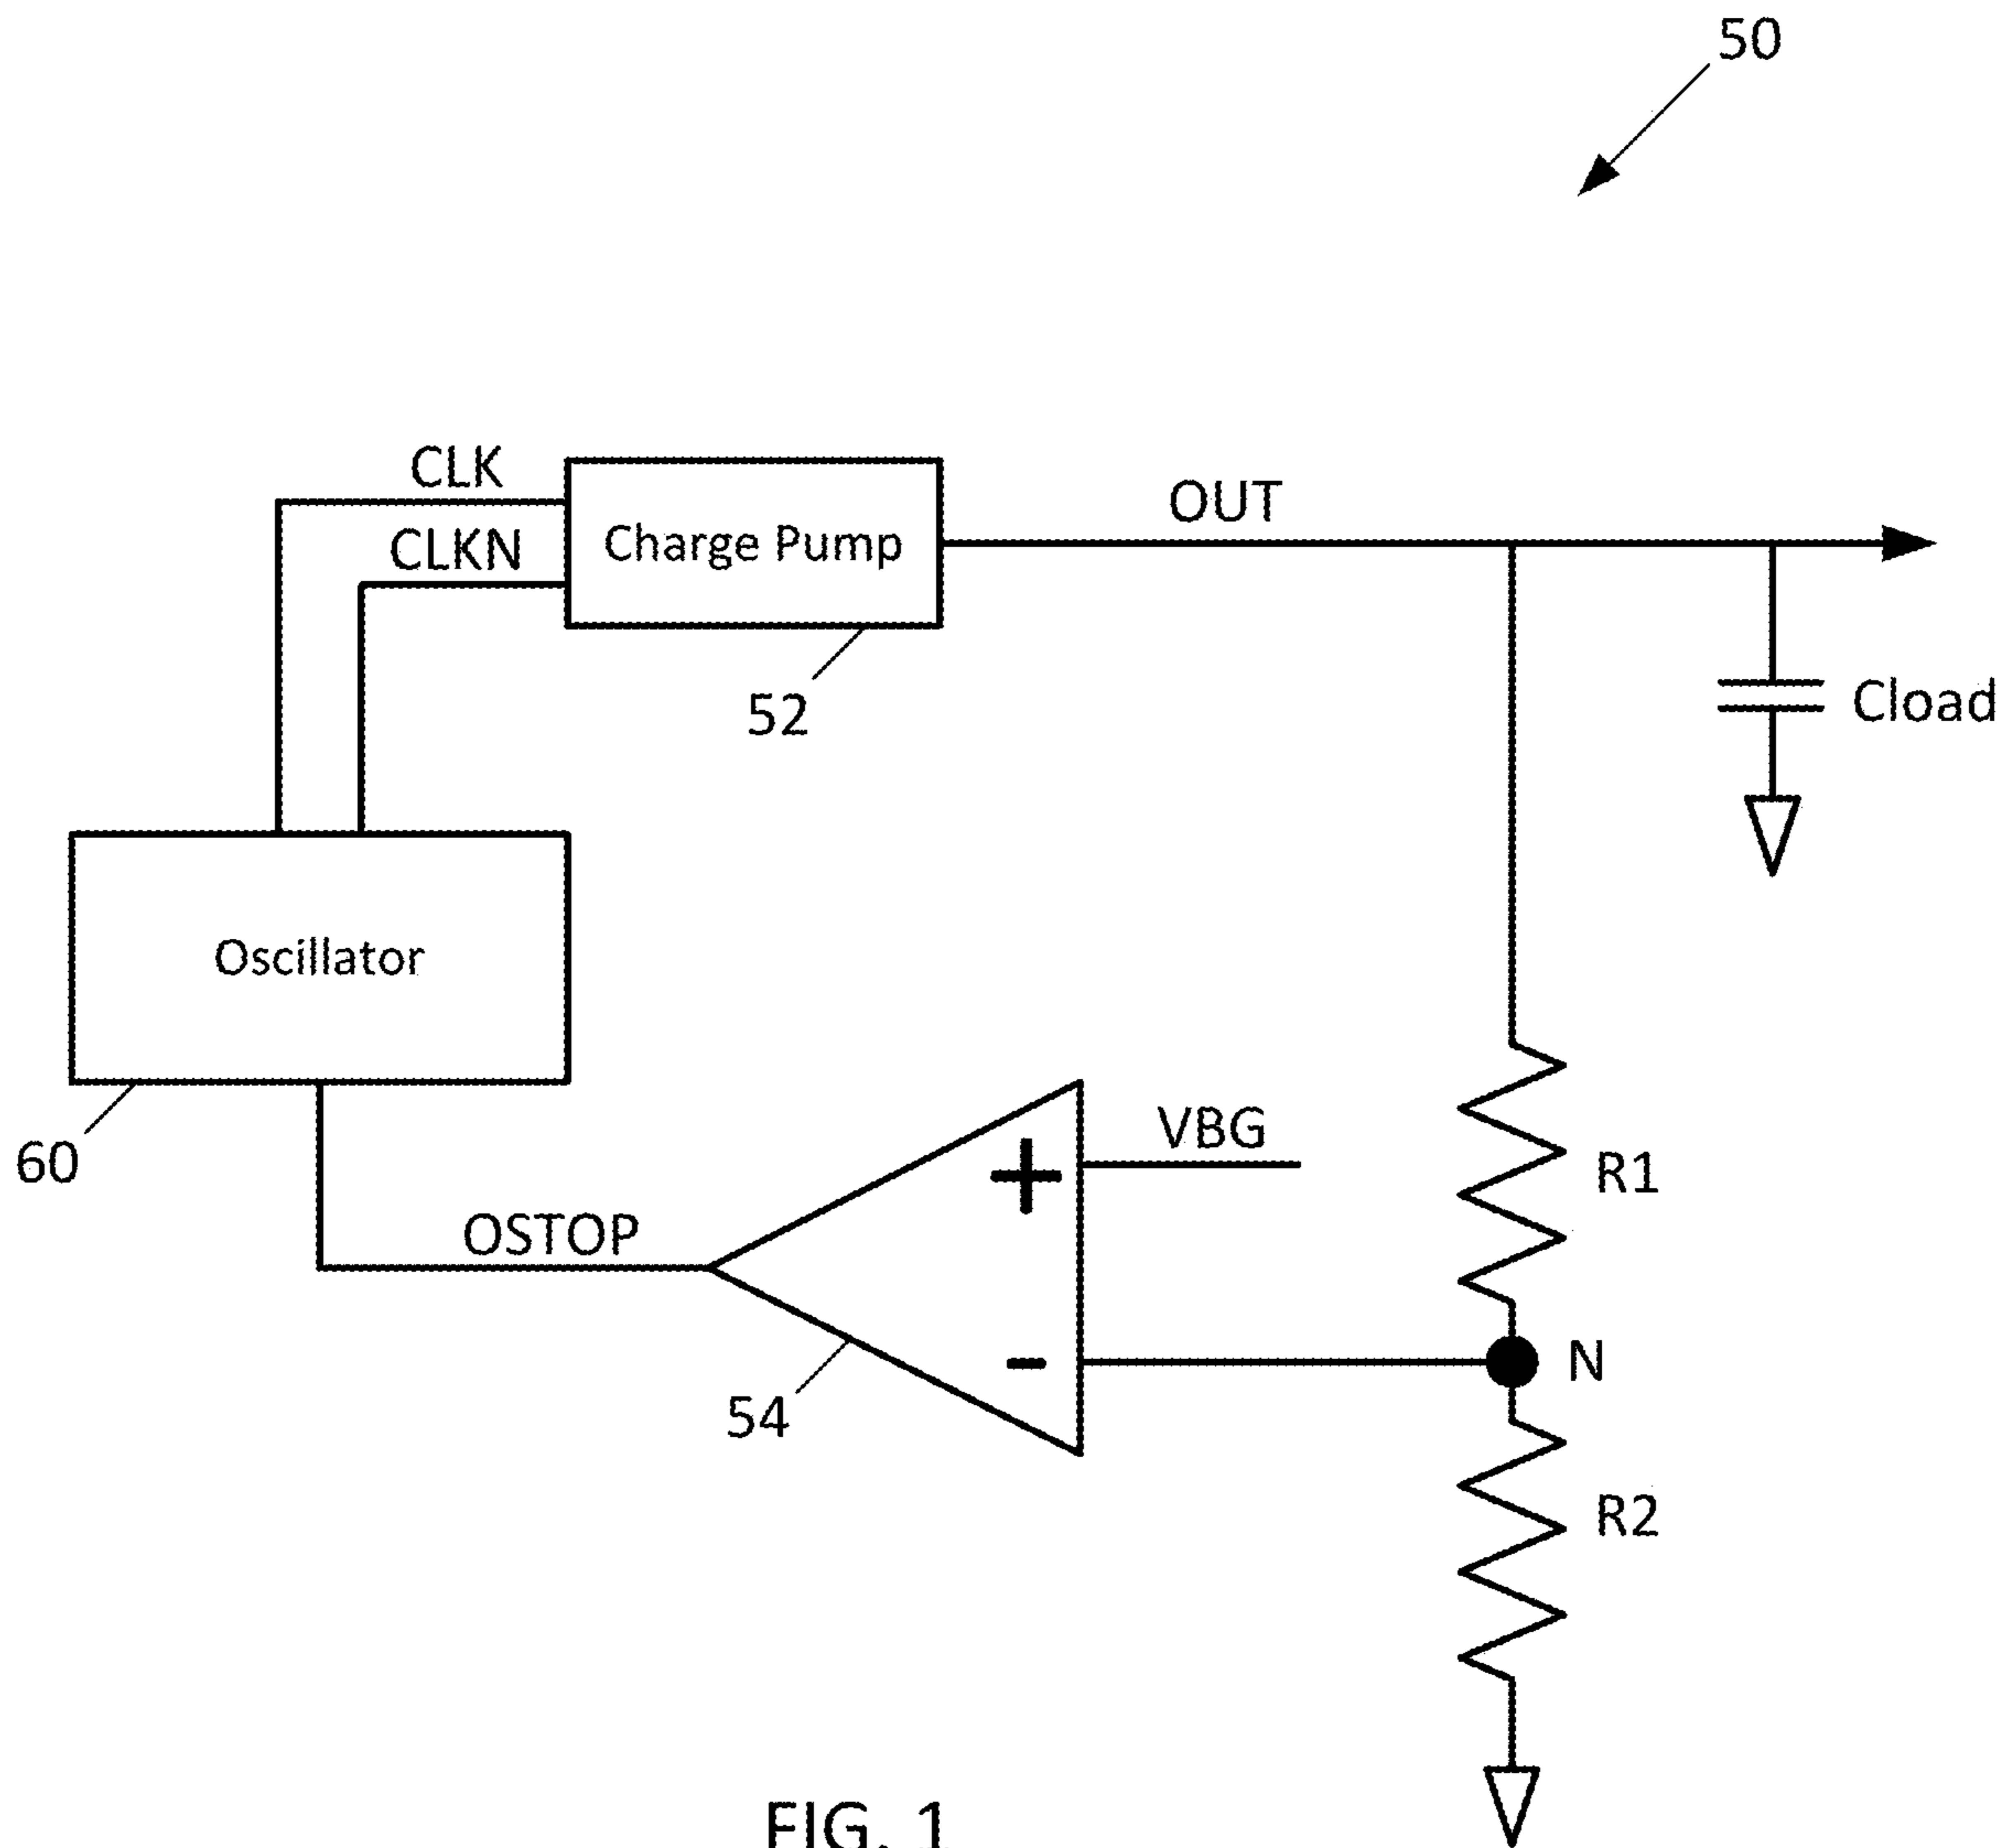 50
CLK
CLKN
Charge Pump
OUT
52
Cload
Oscillator
60
VBG
+
R1
OSTOP
-
N
54
R2
FIG. 1